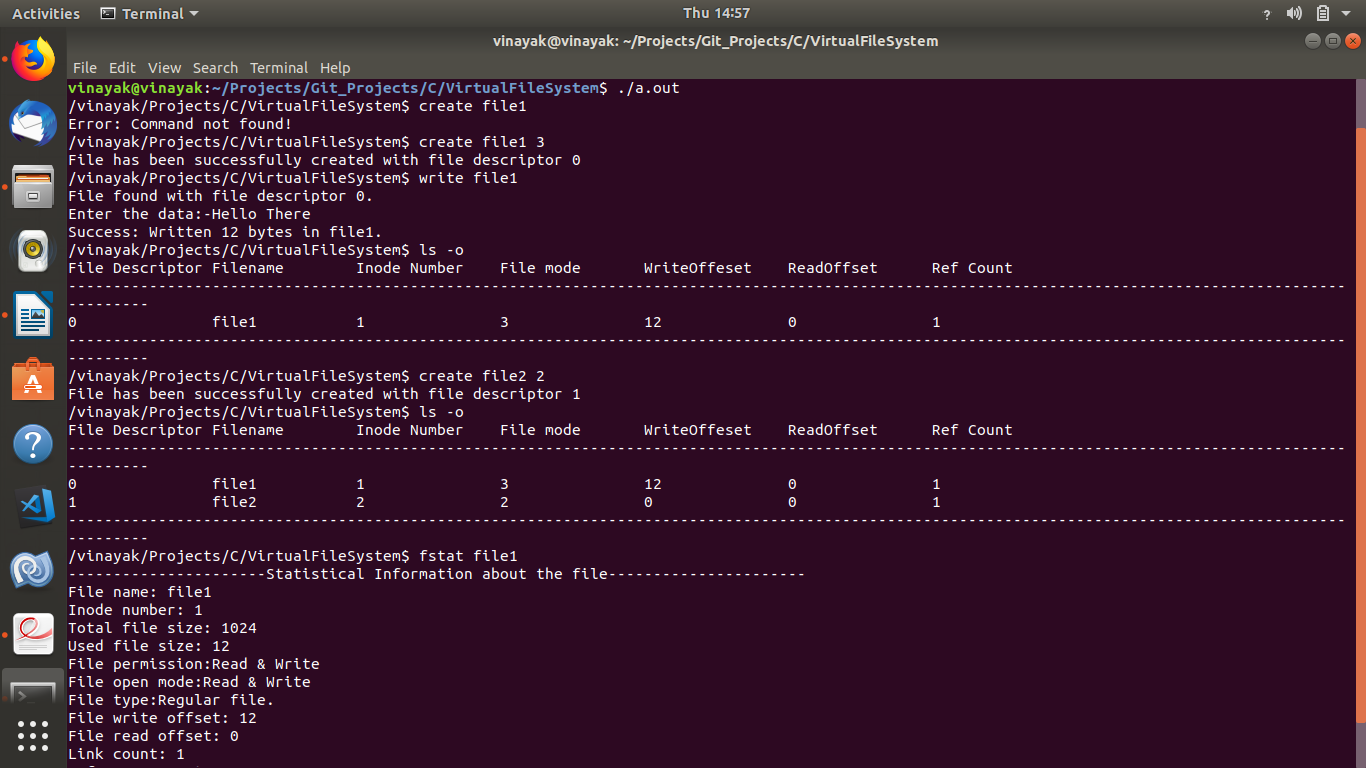 Activities Terminal Thu 14:57 ?
vinayak@vinayak: ~/Projects/Git_Projects/C/VirtualFileSystem
File Edit View Search Terminal Help
vinayak@vinayak:~/Projects/Git_Projects/C/VirtualFileSystem$ ./a.out
/vinayak/Projects/C/VirtualFileSystem$ create file1
Error: Command not found!
/vinayak/Projects/C/VirtualFileSystem$ create file1 3
File has been successfully created with file descriptor 0
/vinayak/Projects/C/VirtualFileSystem$ write file1
File found with file descriptor 0.
Enter the data:-Hello There
Success: Written 12 bytes in file1.
/vinayak/Projects/C/VirtualFileSystem$ ls -o
File Descriptor Filename        Inode Number    File mode       WriteOffeset    ReadOffset      Ref Count
----------------------------------------------------------------------------------------------------------------------------------------------
---------
0               file1           1               3               12              0               1
----------------------------------------------------------------------------------------------------------------------------------------------
---------
/vinayak/Projects/C/VirtualFileSystem$ create file2 2
File has been successfully created with file descriptor 1
/vinayak/Projects/C/VirtualFileSystem$ ls -o
File Descriptor Filename        Inode Number    File mode       WriteOffeset    ReadOffset      Ref Count
----------------------------------------------------------------------------------------------------------------------------------------------
---------
0               file1           1               3               12              0               1
1               file2           2               2               0               0               1
----------------------------------------------------------------------------------------------------------------------------------------------
---------
/vinayak/Projects/C/VirtualFileSystem$ fstat file1
----------------------Statistical Information about the file----------------------
File name: file1
Inode number: 1
Total file size: 1024
Used file size: 12
File permission:Read & Write
File open mode:Read & Write
File type:Regular file.
File write offset: 12
File read offset: 0
Link count: 1